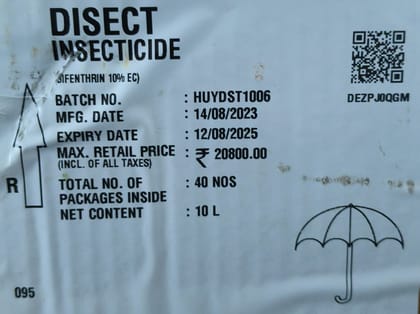 DISECT
INSECTICIDE
BIFENTHRIN 10% EC)
BATCH NO. : HUYDST1006
MFG. DATE : 14/08/2023
EXPIRY DATE : 12/08/2025
MAX. RETAIL PRICE : ₹ 20800.00
(INCL. OF ALL TAXES)
TOTAL NO. OF : 40 NOS
PACKAGES INSIDE
NET CONTENT : 10 L
DEZPJ0QGM
R
095